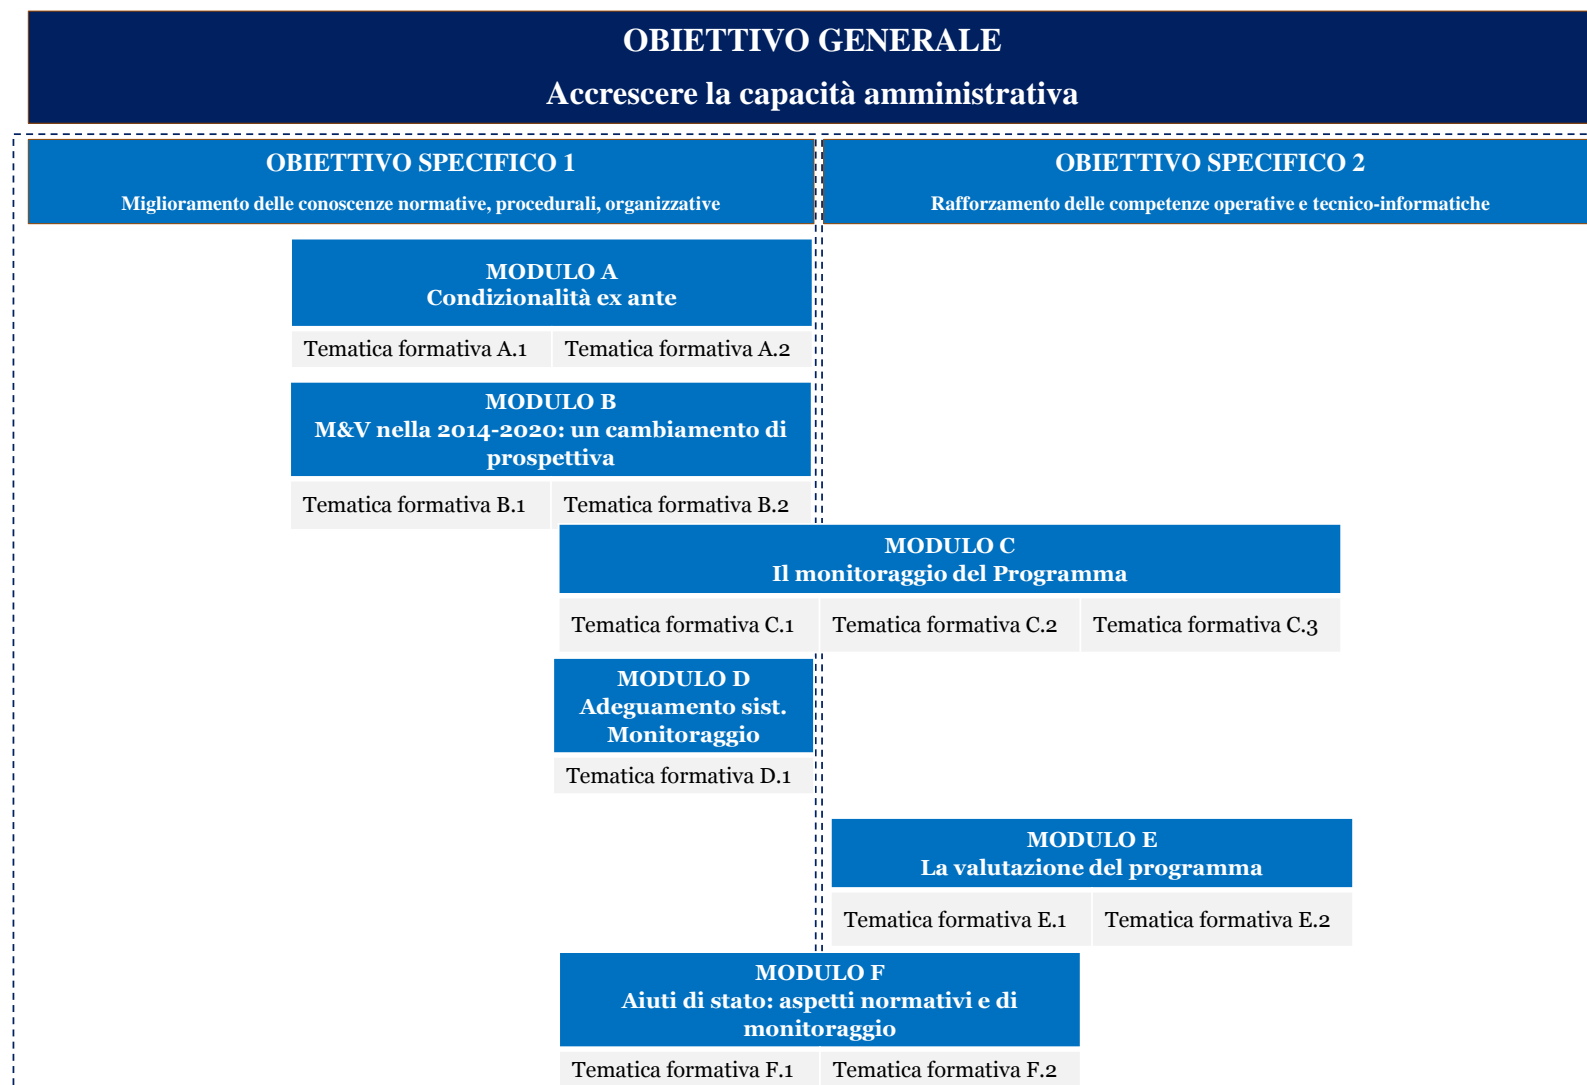 OBIETTIVO GENERALE
Accrescere la capacità amministrativa
OBIETTIVO SPECIFICO 1
Miglioramento delle conoscenze normative, procedurali, organizzative
OBIETTIVO SPECIFICO 2
Rafforzamento delle competenze operative e tecnico-informatiche
MODULO A
Condizionalità ex ante
Tematica formativa A.1
Tematica formativa A.2
MODULO B
M&V nella 2014-2020: un cambiamento di
prospettiva
Tematica formativa B.1
Tematica formativa B.2
MODULO C
Il monitoraggio del Programma
Tematica formativa C.1
Tematica formativa C.2
Tematica formativa C.3
MODULO D
Adeguamento sist.
Monitoraggio
Tematica formativa D.1
MODULO E
La valutazione del programma
Tematica formativa E.1
Tematica formativa E.2
MODULO F
Aiuti di stato: aspetti normativi e di
monitoraggio
Tematica formativa F.1
Tematica formativa F.2